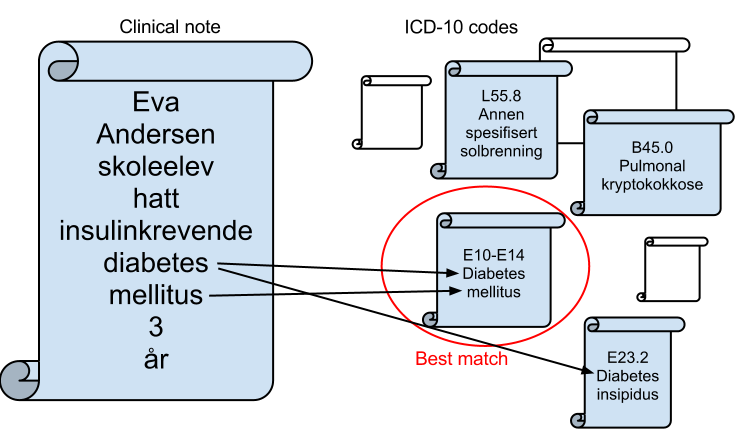 Clinical note
Eva
Andersen
skoleelev
hatt
insulinkrevende
diabetes
mellitus
3
år
ICD-10 codes
L55.8
Annen
spesifisert
solbrenning
B45.0
Pulmonal
kryptokokkose
E10-E14
Diabetes
mellitus
Best match
E23.2
Diabetes
insipidus